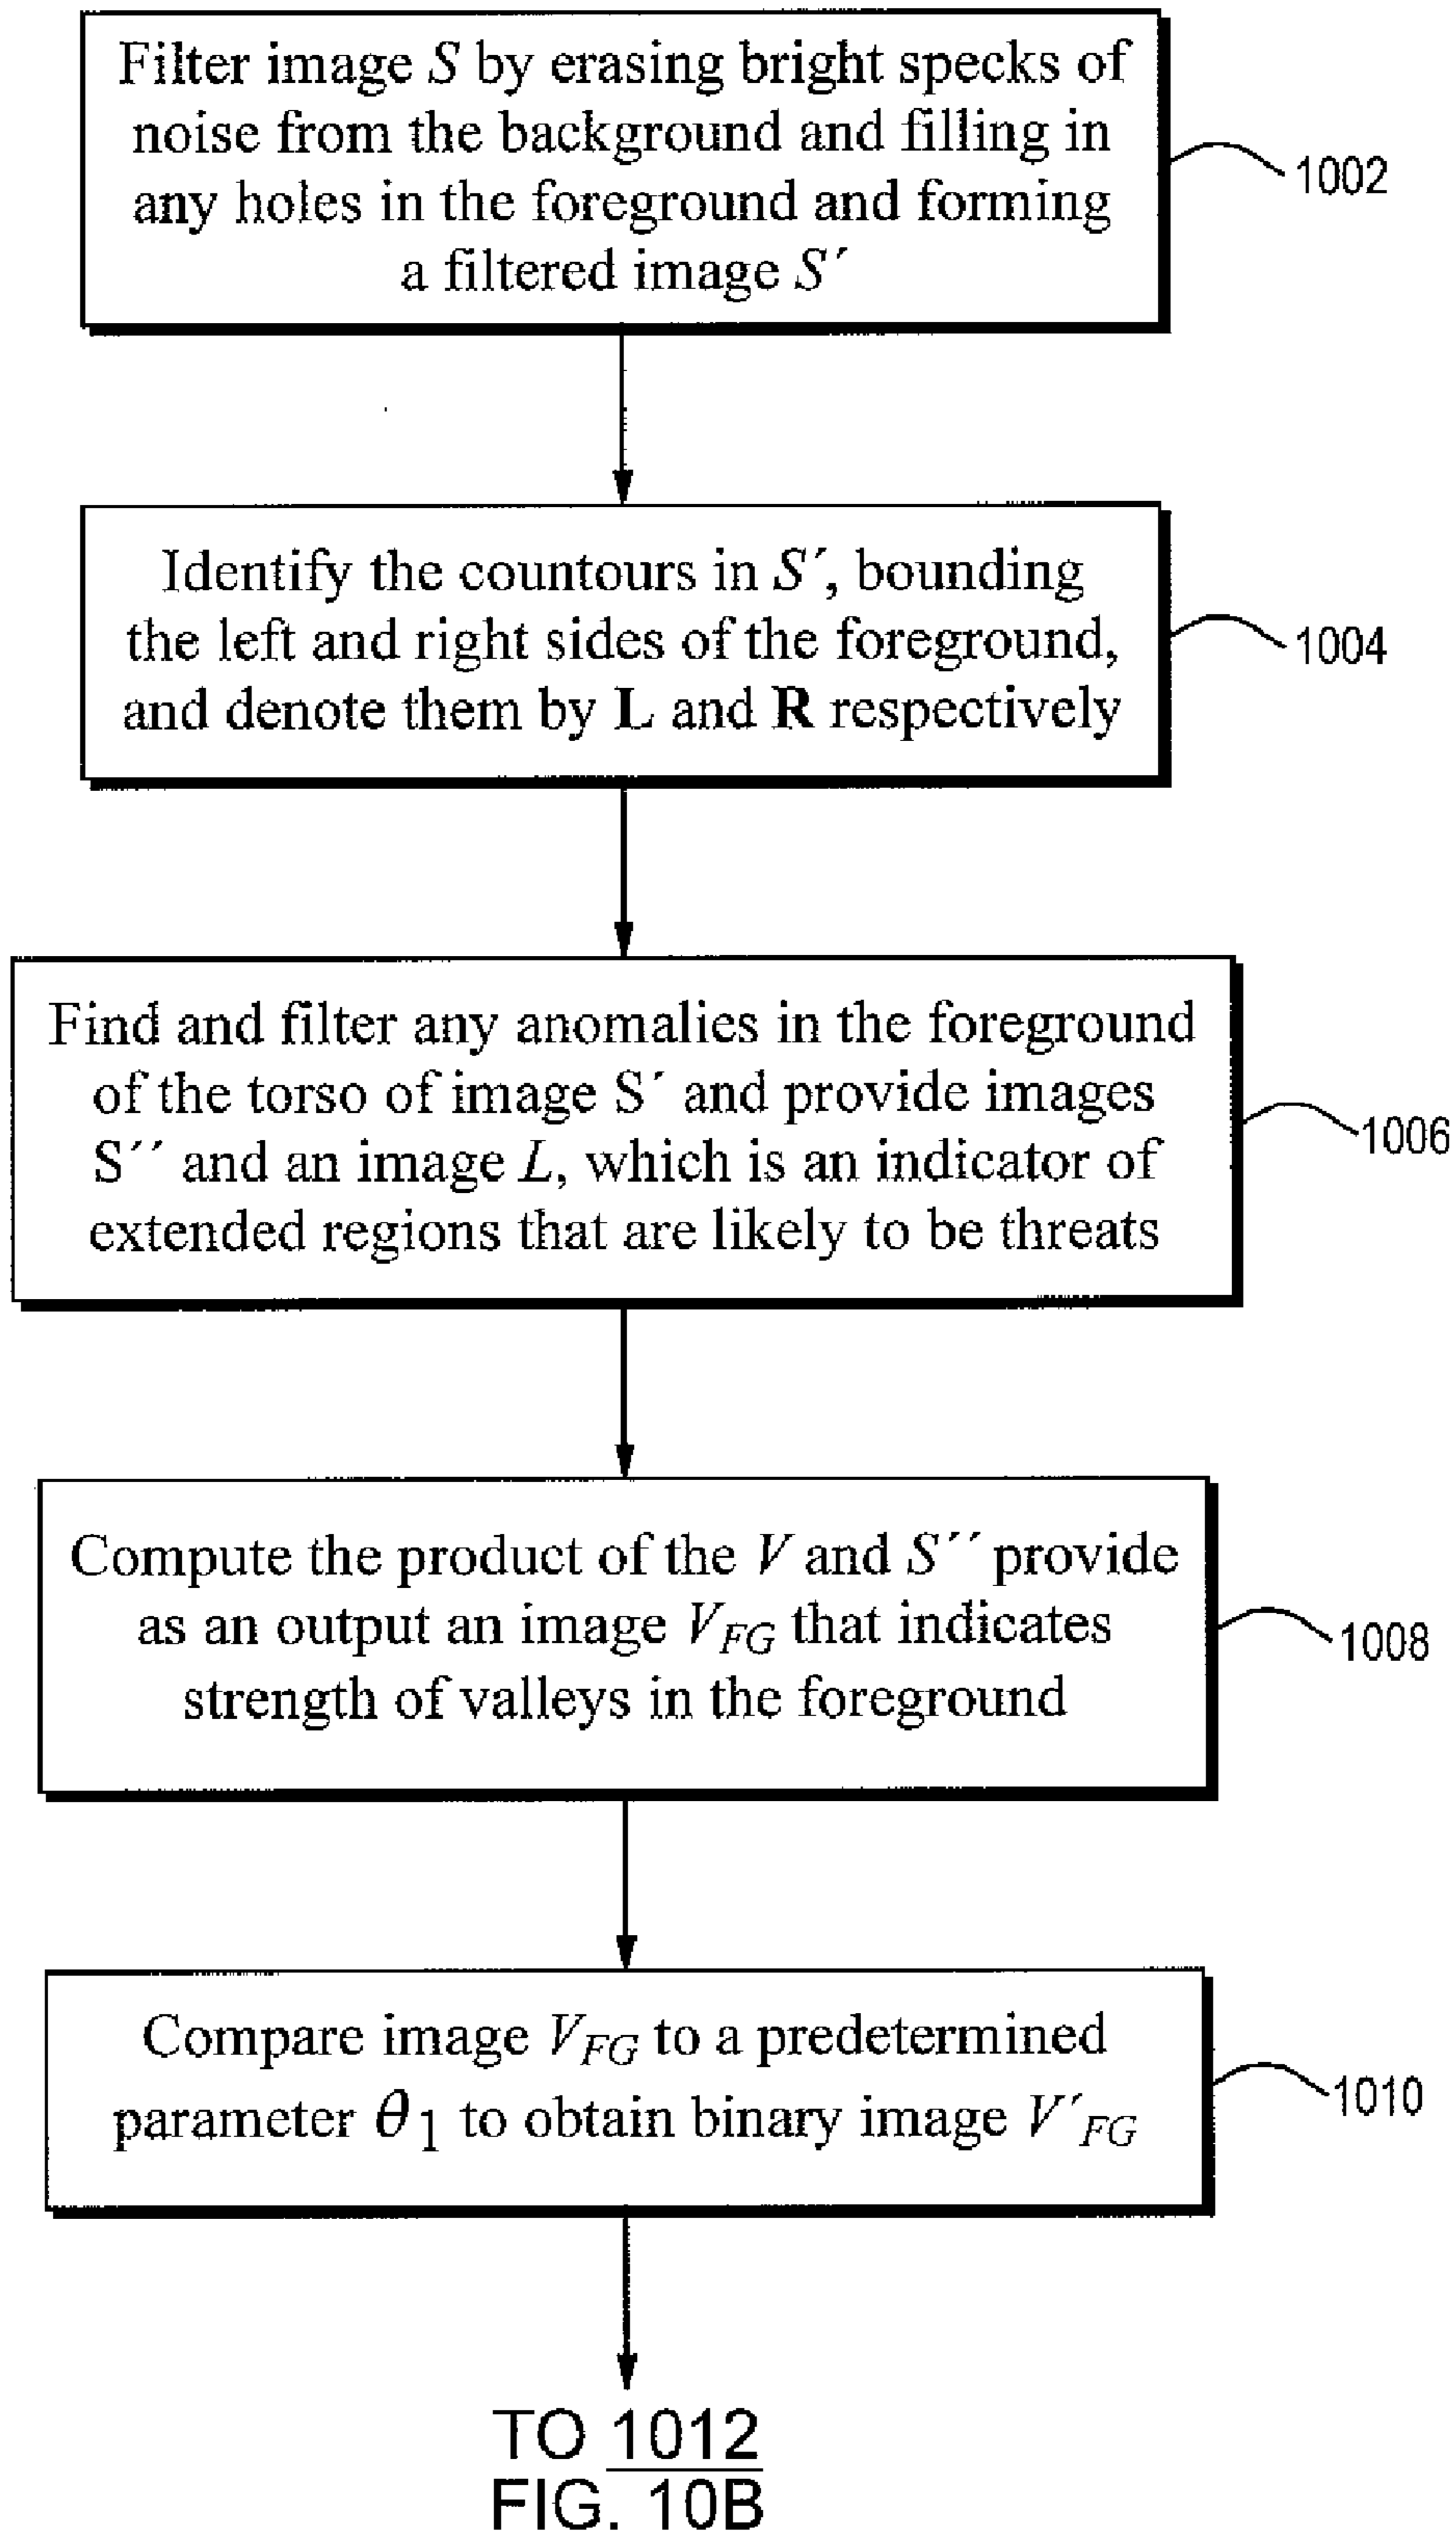 Filter image S by erasing bright specks of
noise from the background and filling in
any holes in the foreground and forming
a filtered image S´
1002
Identify the countours in S´, bounding
the left and right sides of the foreground,
and denote them by L and R respectively
1004
Find and filter any anomalies in the foreground
of the torso of image S´ and provide images
S´´ and an image L, which is an indicator of
extended regions that are likely to be threats
1006
Compute the product of the V and S´´ provide
as an output an image V_FG that indicates
strength of valleys in the foreground
1008
Compare image V_FG to a predetermined
parameter θ1 to obtain binary image V´_FG
1010
TO 1012
FIG. 10B